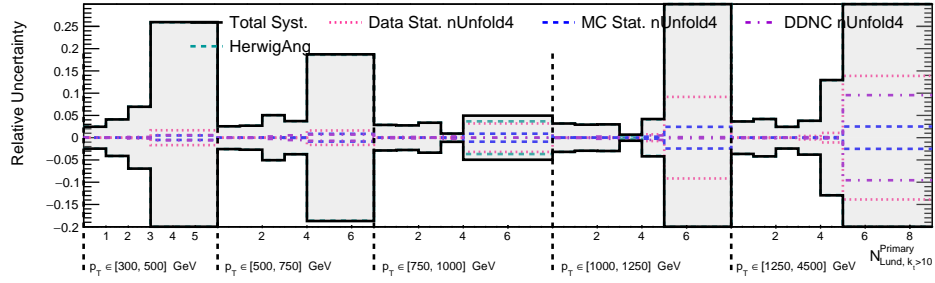 Total Syst. Data Stat. nUnfold4 MC Stat. nUnfold4 DDNC nUnfold4
HerwigAng
Relative Uncertainty
0.25
0.2
0.15
0.1
0.05
0
−0.05
−0.1
−0.15
−0.2
1 2 3 4 5 2 4 6 2 4 6 2 4 6 2 4 6 8
p_T ∈ [300, 500] GeV p_T ∈ [500, 750] GeV p_T ∈ [750, 1000] GeV p_T ∈ [1000, 1250] GeV p_T ∈ [1250, 4500] GeV
N^Primary_Lund, k_t>10